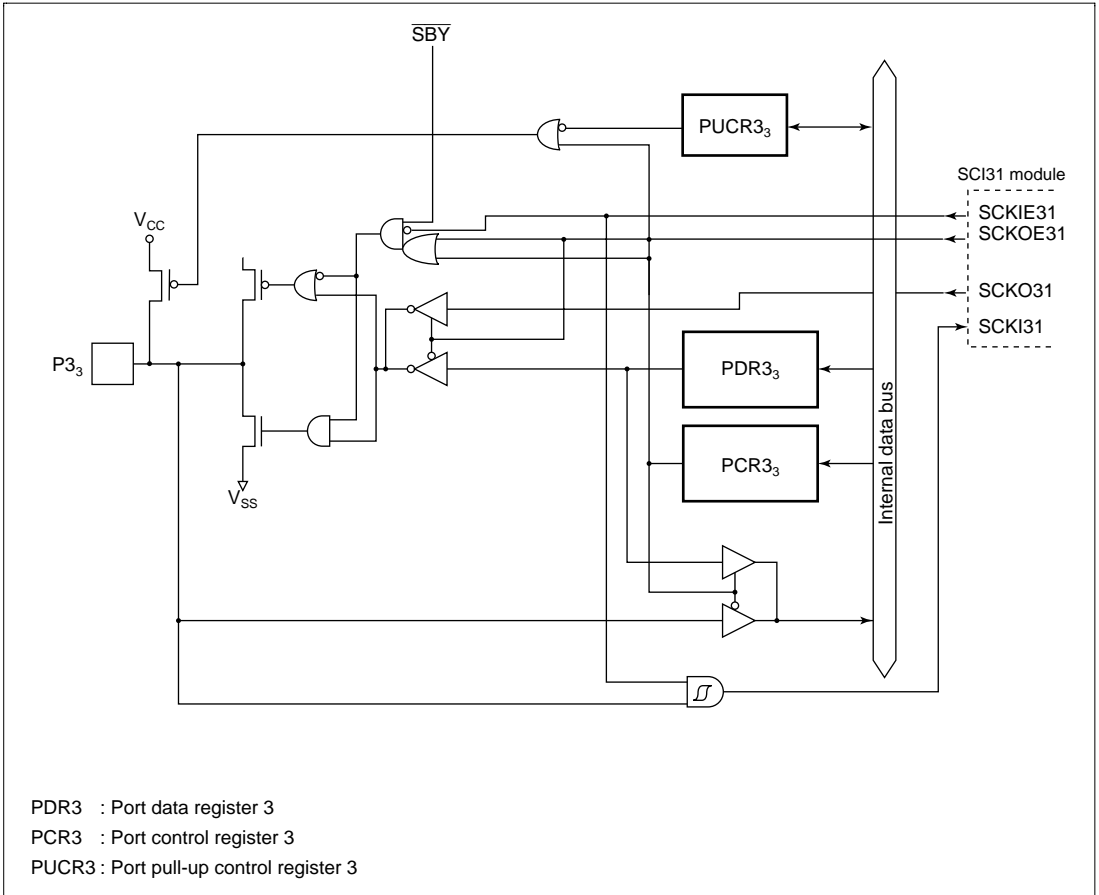 SBY
PUCR3₃
SCI31 module
SCKIE31
V_CC
SCKOE31
SCKO31
SCKI31
P3₃
PDR3₃
PCR3₃
Internal data bus
V_SS
PDR3 : Port data register 3
PCR3 : Port control register 3
PUCR3 : Port pull-up control register 3